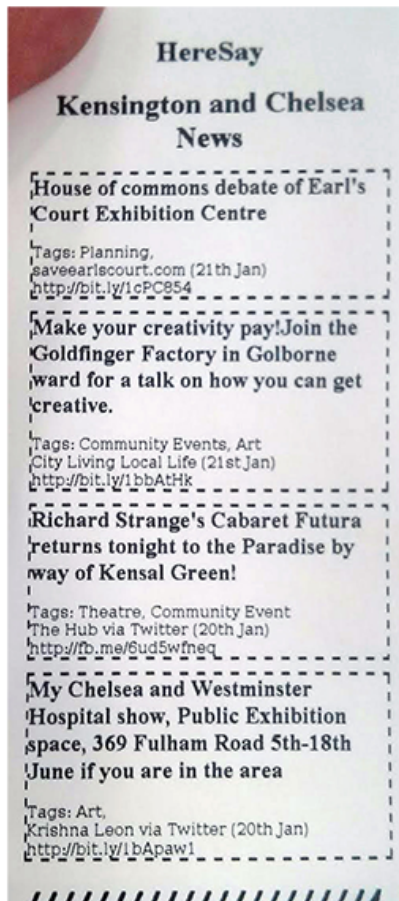 HereSay
Kensington and Chelsea
News
House of commons debate of Earl's
Court Exhibition Centre
Tags: Planning,
saveearlscourt.com (21th Jan)
http://bit.ly/1cPC854
Make your creativity pay!Join the
Goldfinger Factory in Golborne
ward for a talk on how you can get
creative.
Tags: Community Events, Art
City Living Local Life (21st Jan)
http://bit.ly/1bbAtHk
Richard Strange's Cabaret Futura
returns tonight to the Paradise by
way of Kensal Green!
Tags: Theatre, Community Event
The Hub via Twitter (20th Jan)
http://fb.me/6ud5wfneq
My Chelsea and Westminster
Hospital show, Public Exhibition
space, 369 Fulham Road 5th-18th
June if you are in the area
Tags: Art,
Krishna Leon via Twitter (20th Jan)
http://bit.ly/1bApaw1